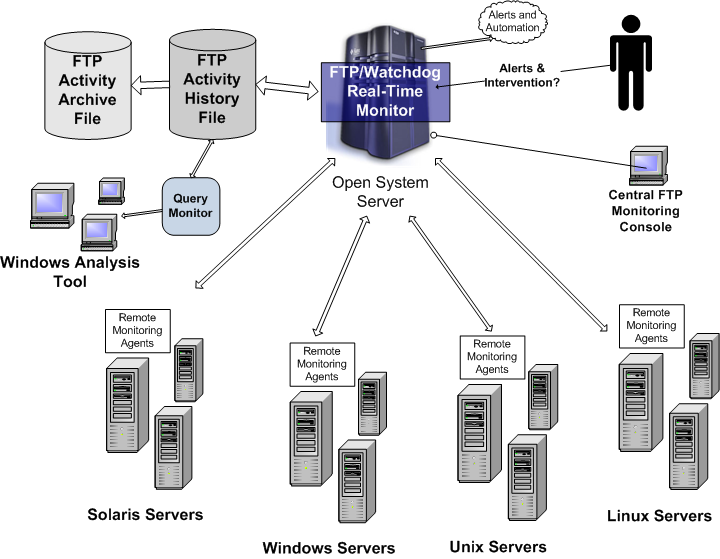 Alerts and
Automation
FTP
Activity
Archive
File
FTP
Activity
History
File
FTP/Watchdog
Real-Time
Monitor
Alerts &
Intervention?
Query
Monitor
Open System
Server
Central FTP
Monitoring
Console
Windows Analysis
Tool
Remote
Monitoring
Agents
Remote
Monitoring
Agents
Remote
Monitoring
Agents
Remote
Monitoring
Agents
Solaris Servers
Windows Servers
Unix Servers
Linux Servers